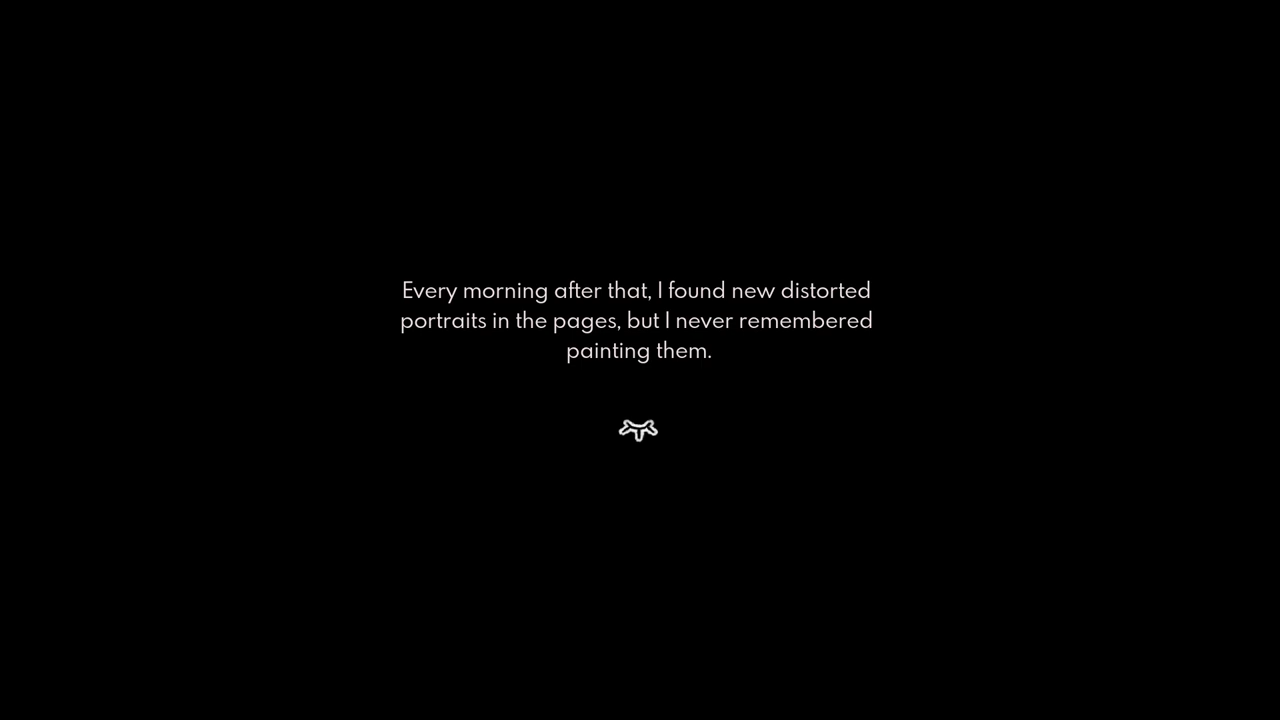 Every morning after that, I found new distorted
portraits in the pages, but I never remembered
painting them.